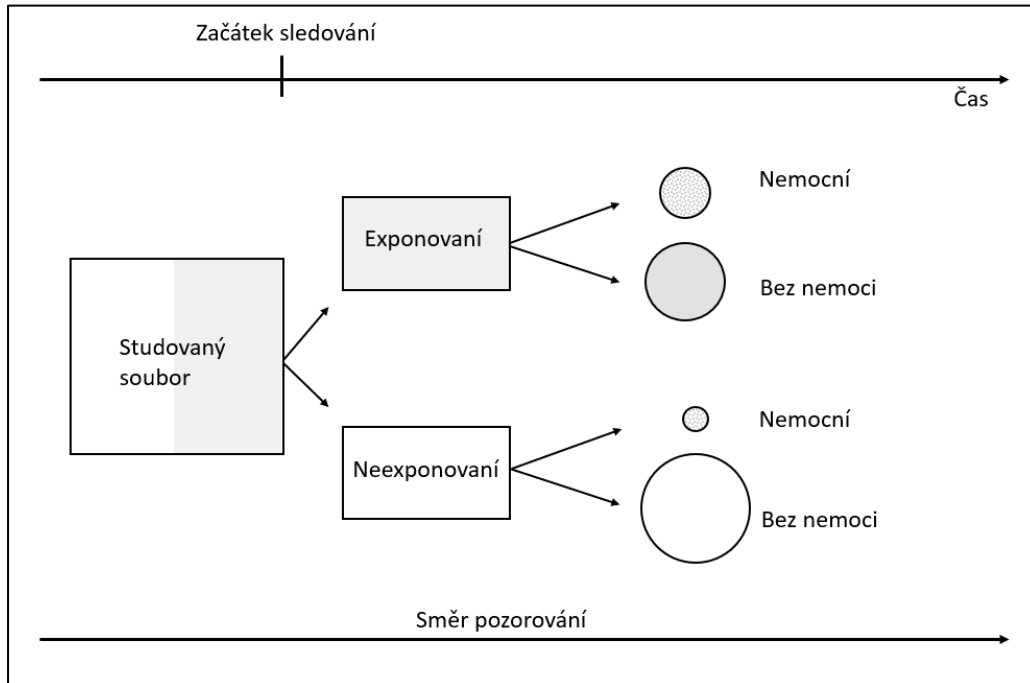 Začátek sledování
Čas
Nemocní
Exponovaní
Bez nemoci
Studovaný
soubor
Nemocní
Neexponovaní
Bez nemoci
Směr pozorování